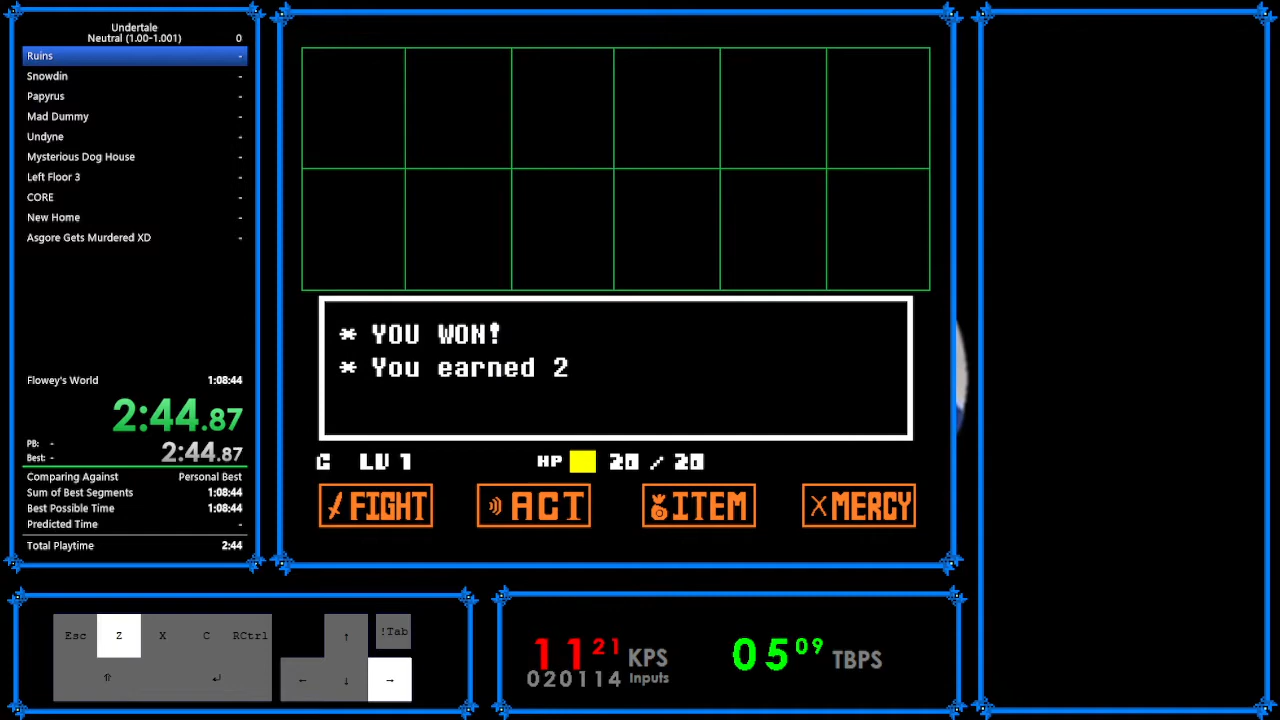 Undertale
Neutral (1.00-1.001) 0
Ruins -
Snowdin -
Papyrus -
Mad Dummy -
Undyne -
Mysterious Dog House -
Left Floor 3 -
CORE -
New Home -
Asgore Gets Murdered XD -
Flowey's World 1:08:44
2:44.87
PB: -
Best: -
2:44.87
Comparing Against Personal Best
Sum of Best Segments 1:08:44
Best Possible Time 1:08:44
Predicted Time -
Total Playtime 2:44
* YOU WON!
* You earned 2
C LV 1 HP 20 / 20
FIGHT ACT ITEM MERCY
Esc Z X C RCtrl ↑ !Tab
⇧ ↵ ← ↓ →
11 21 KPS
020114 Inputs
05 09 TBPS